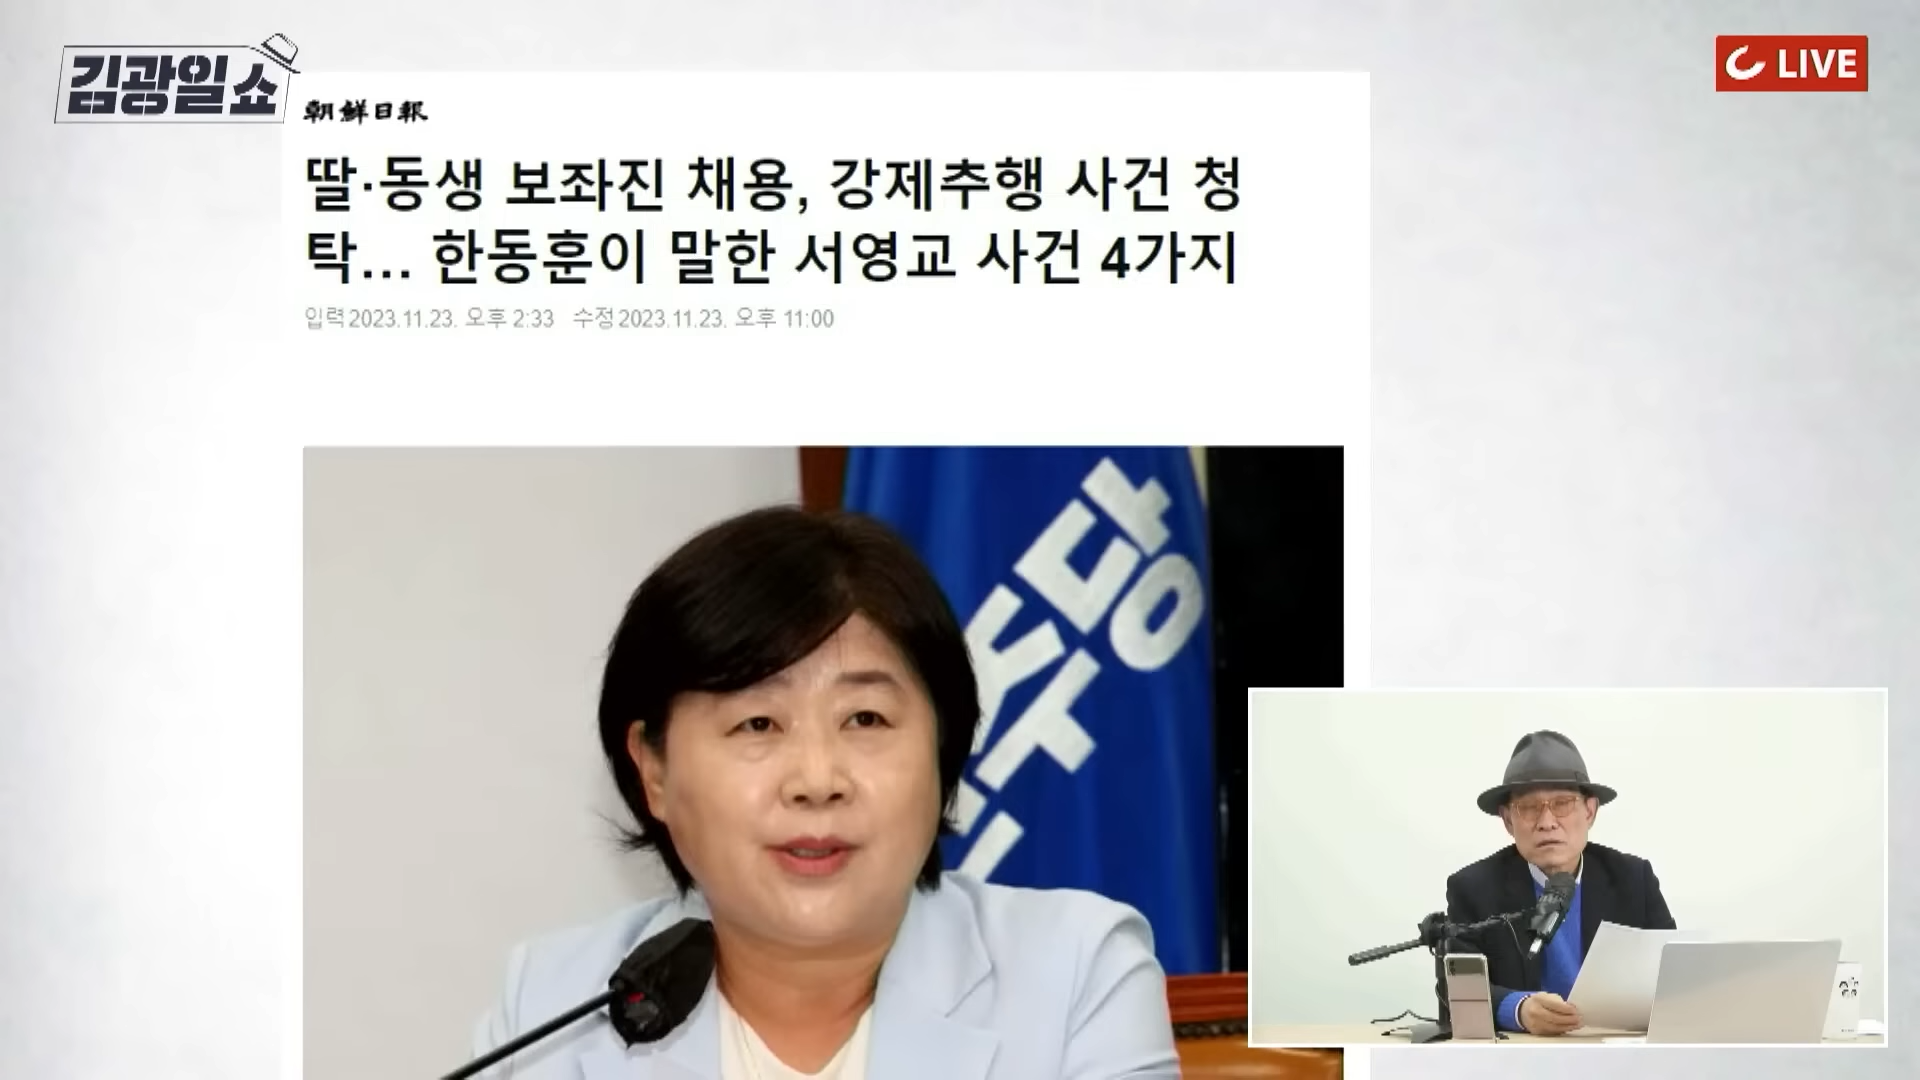 김광일쇼
LIVE
朝鮮日報
딸·동생 보좌진 채용, 강제추행 사건 청
탁... 한동훈이 말한 서영교 사건 4가지
입력 2023.11.23. 오후 2:33 수정 2023.11.23. 오후 11:00
주당